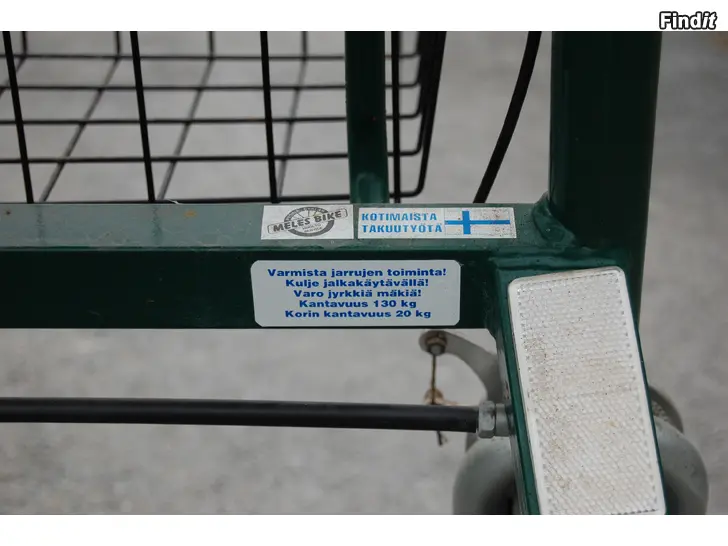 Findit
MELES BIKE
KOTIMAISTA
TAKUUTYÖTÄ
Varmista jarrujen toiminta!
Kulje jalkakäytävällä!
Varo jyrkkiä mäkiä!
Kantavuus 130 kg
Korin kantavuus 20 kg